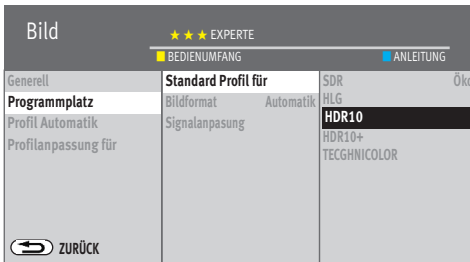 Bild
★ ★ ★ EXPERTE
BEDIENUMFANG
ANLEITUNG
Generell
Programmplatz
Profil Automatik
Profilanpassung für
ZURÜCK
Standard Profil für
Bildformat Automatik
Signalanpasung
SDR Öko
HLG
HDR10
HDR10+
TECGHNICOLOR